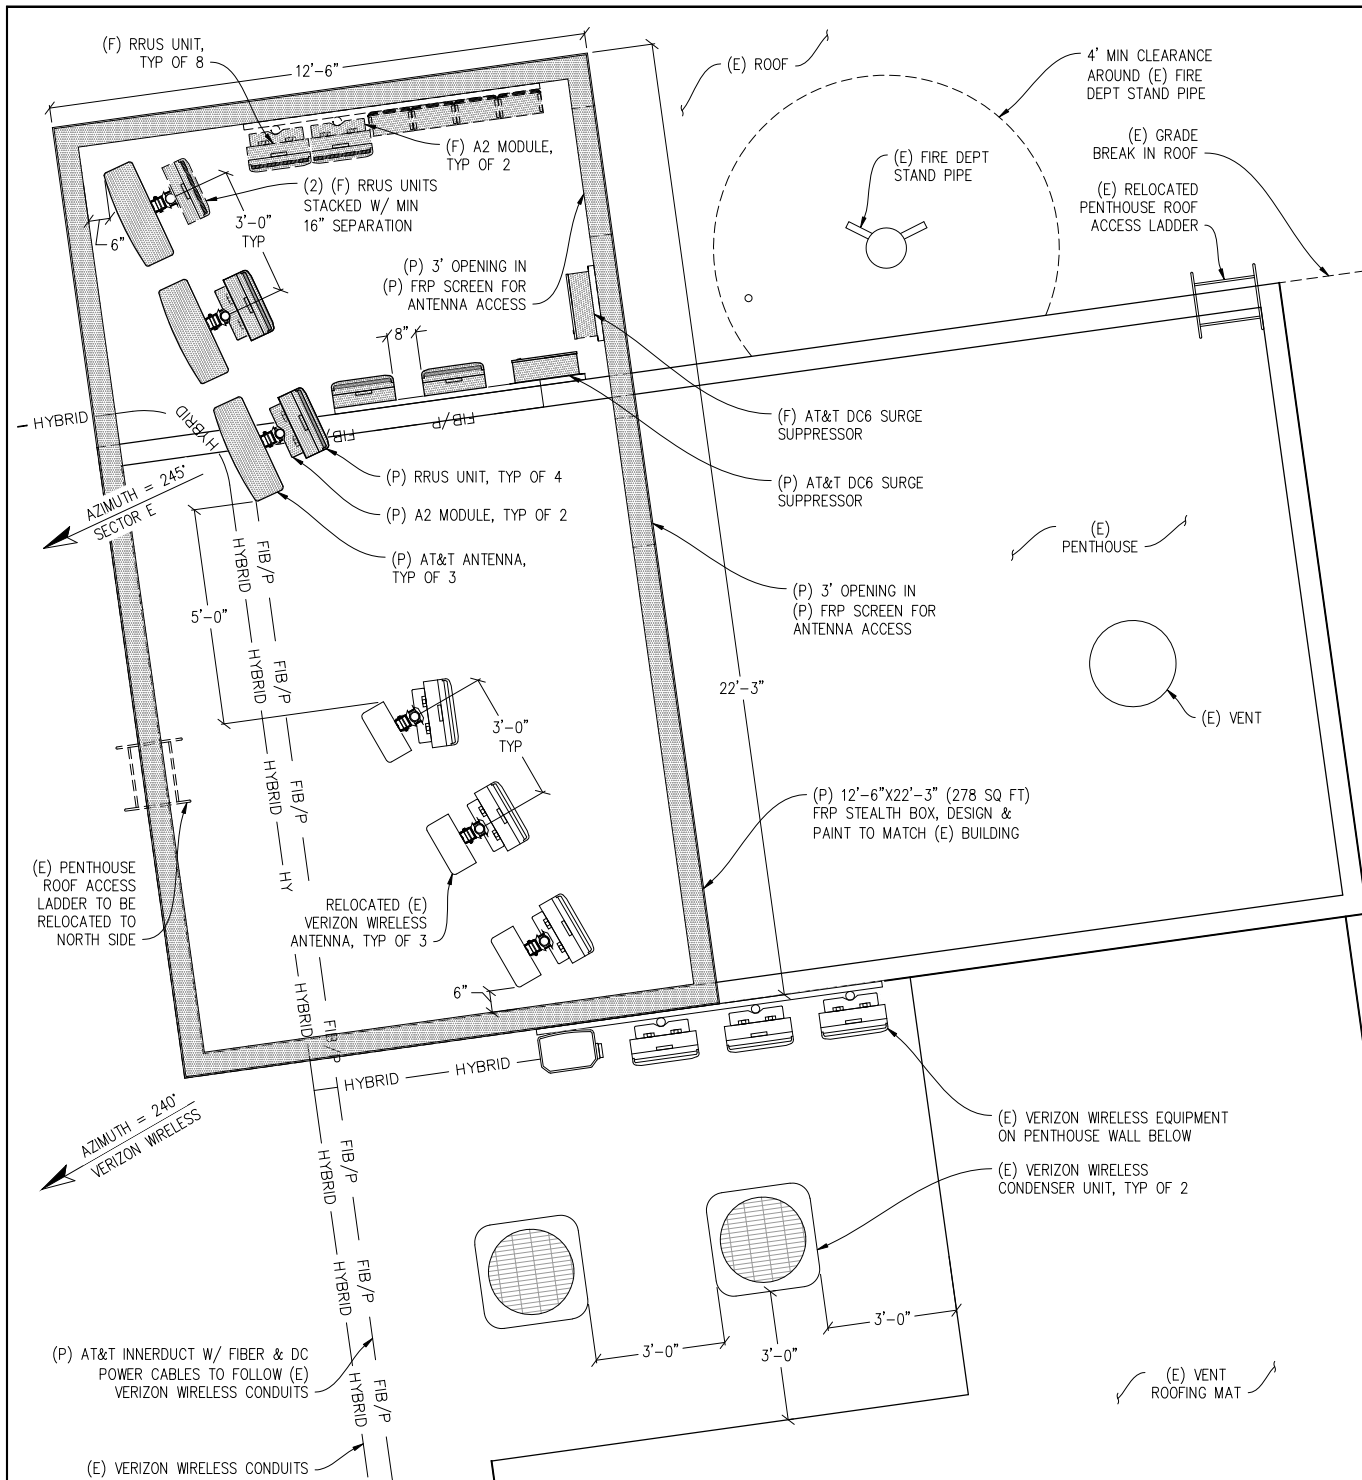 (F) RRUS UNIT,
TYP OF 8
12'-6"
(E) ROOF
4' MIN CLEARANCE
AROUND (E) FIRE
DEPT STAND PIPE
(F) A2 MODULE,
TYP OF 2
(E) FIRE DEPT
STAND PIPE
(E) GRADE
BREAK IN ROOF
(2) (F) RRUS UNITS
STACKED W/ MIN
16" SEPARATION
3'-0"
TYP
6"
(E) RELOCATED
PENTHOUSE ROOF
ACCESS LADDER
(P) 3' OPENING IN
(P) FRP SCREEN FOR
ANTENNA ACCESS
8"
HYBRID
HYBRID
FIB/P
FIB/P
(F) AT&T DC6 SURGE
SUPPRESSOR
(P) RRUS UNIT, TYP OF 4
(P) AT&T DC6 SURGE
SUPPRESSOR
AZIMUTH = 245°
SECTOR E
(P) A2 MODULE, TYP OF 2
(P) AT&T ANTENNA,
TYP OF 3
(E)
PENTHOUSE
HYBRID
FIB/P
5'-0"
(P) 3' OPENING IN
(P) FRP SCREEN FOR
ANTENNA ACCESS
HYBRID
FIB/P
22'-3"
3'-0"
TYP
(E) VENT
HYBRID
FIB/P
(P) 12'-6"X22'-3" (278 SQ FT)
FRP STEALTH BOX, DESIGN &
PAINT TO MATCH (E) BUILDING
HY
FIB/P
(E) PENTHOUSE
ROOF ACCESS
LADDER TO BE
RELOCATED TO
NORTH SIDE
RELOCATED (E)
VERIZON WIRELESS
ANTENNA, TYP OF 3
6"
HYBRID
FIB/P
HYBRID
HYBRID
AZIMUTH = 240°
VERIZON WIRELESS
(E) VERIZON WIRELESS EQUIPMENT
ON PENTHOUSE WALL BELOW
HYBRID
FIB/P
(E) VERIZON WIRELESS
CONDENSER UNIT, TYP OF 2
HYBRID
FIB/P
3'-0"
3'-0"
3'-0"
(P) AT&T INNERDUCT W/ FIBER & DC
POWER CABLES TO FOLLOW (E)
VERIZON WIRELESS CONDUITS
HYBRID
FIB/P
(E) VENT
ROOFING MAT
(E) VERIZON WIRELESS CONDUITS